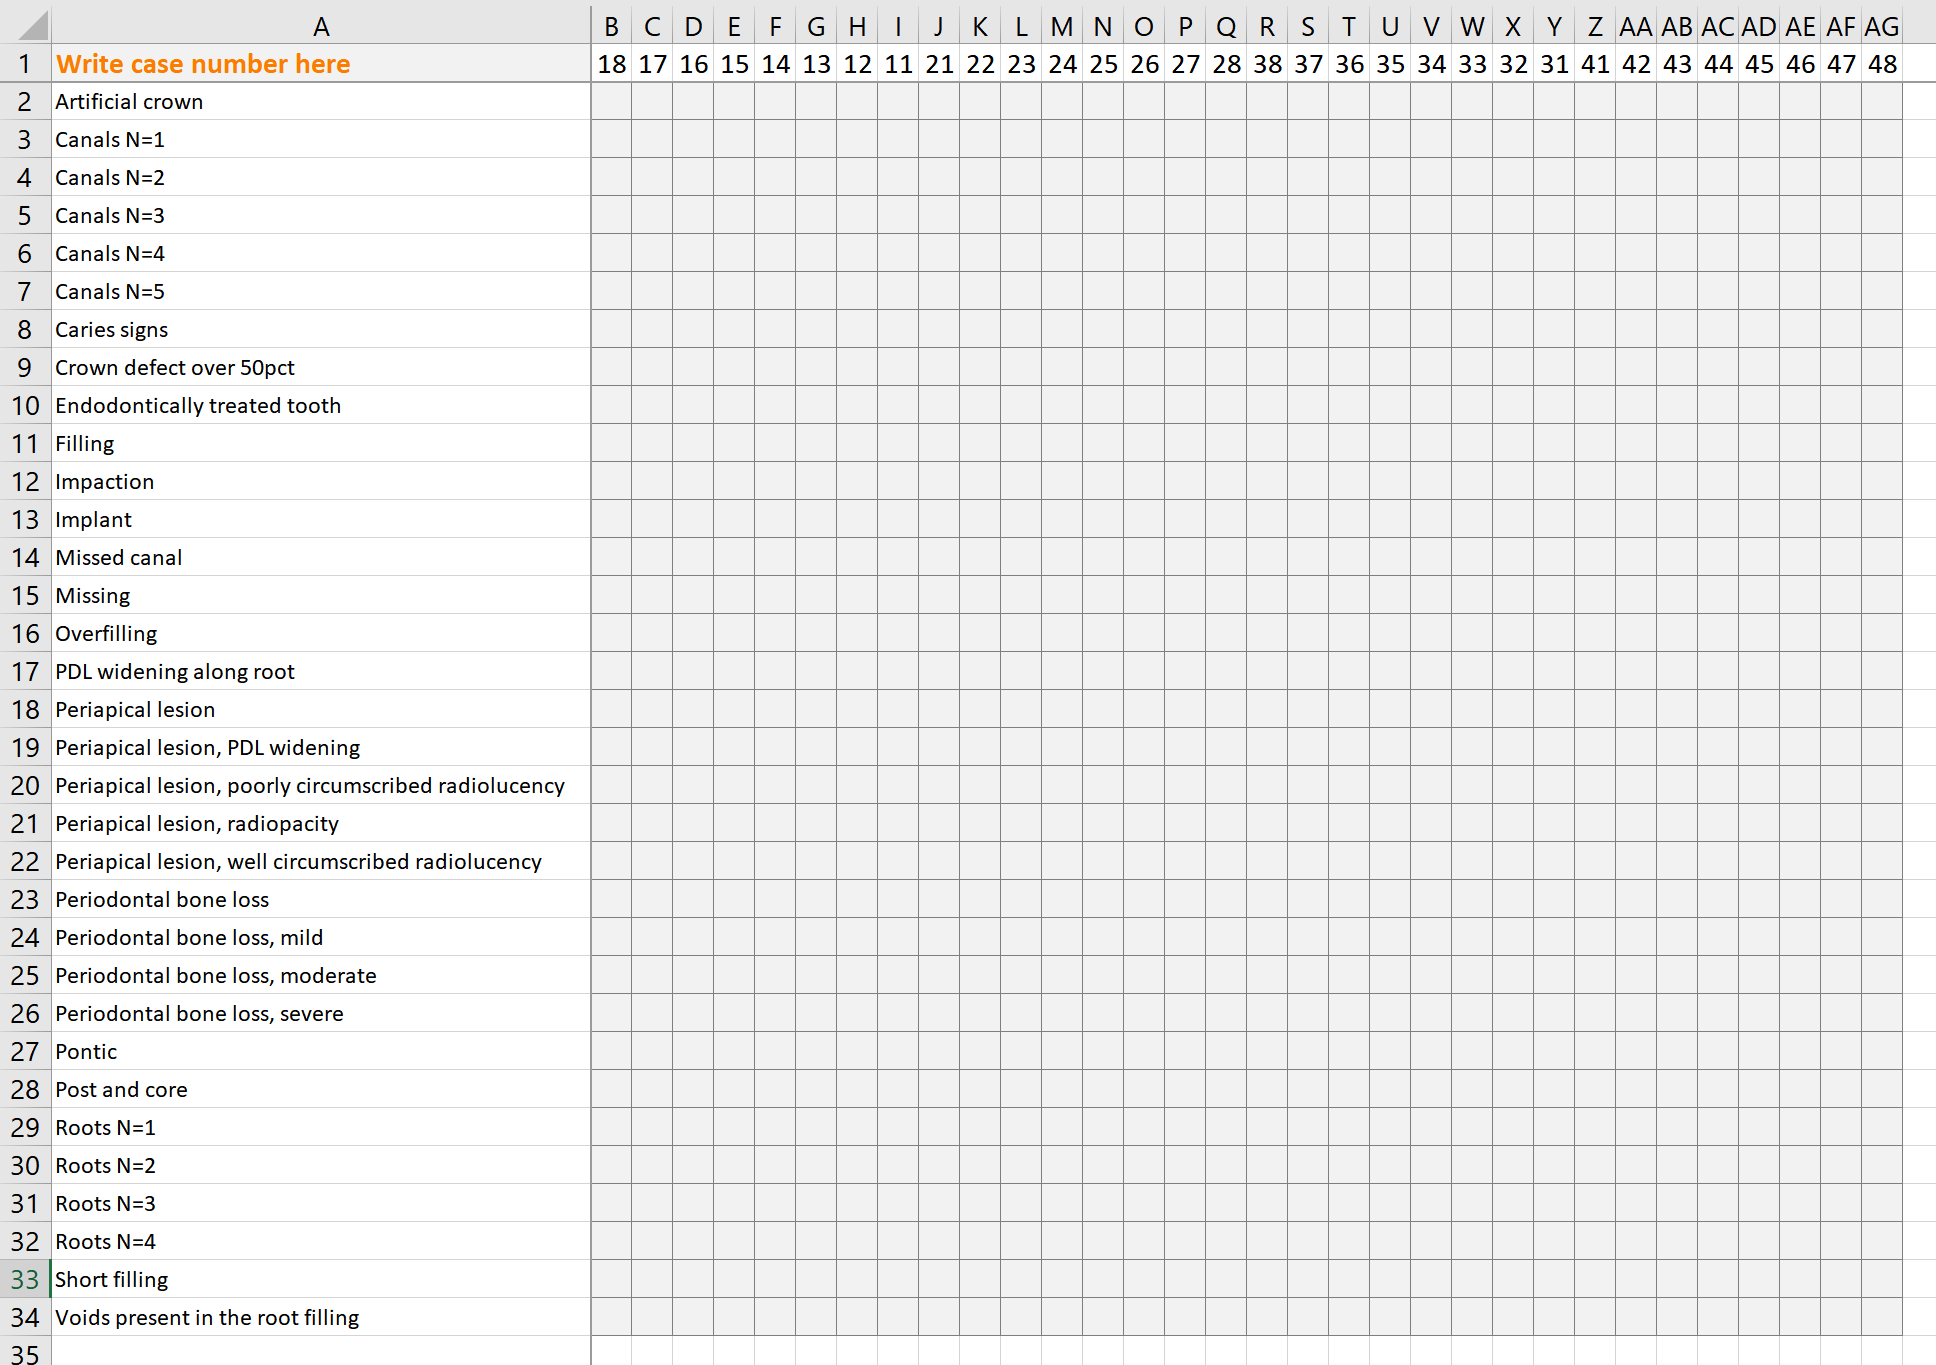 A B C D E F G H I J K L M N O P Q R S T U V W X Y Z AA AB AC AD AE AF AG
1 Write case number here 18 17 16 15 14 13 12 11 21 22 23 24 25 26 27 28 38 37 36 35 34 33 32 31 41 42 43 44 45 46 47 48
2 Artificial crown
3 Canals N=1
4 Canals N=2
5 Canals N=3
6 Canals N=4
7 Canals N=5
8 Caries signs
9 Crown defect over 50pct
10 Endodontically treated tooth
11 Filling
12 Impaction
13 Implant
14 Missed canal
15 Missing
16 Overfilling
17 PDL widening along root
18 Periapical lesion
19 Periapical lesion, PDL widening
20 Periapical lesion, poorly circumscribed radiolucency
21 Periapical lesion, radiopacity
22 Periapical lesion, well circumscribed radiolucency
23 Periodontal bone loss
24 Periodontal bone loss, mild
25 Periodontal bone loss, moderate
26 Periodontal bone loss, severe
27 Pontic
28 Post and core
29 Roots N=1
30 Roots N=2
31 Roots N=3
32 Roots N=4
33 Short filling
34 Voids present in the root filling
35